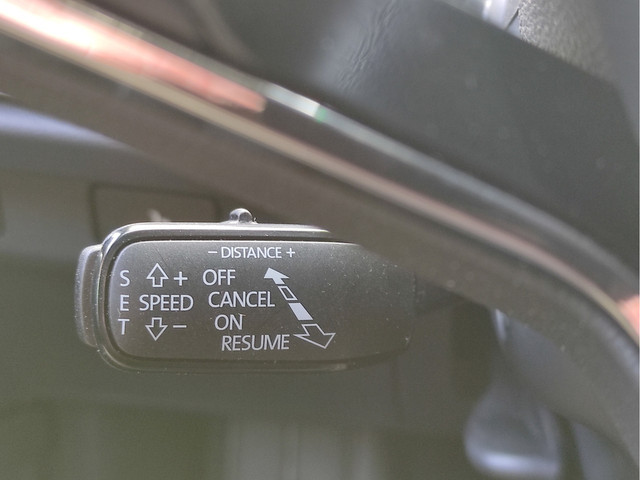 − DISTANCE +
S + OFF
E SPEED CANCEL
T − ON
RESUME